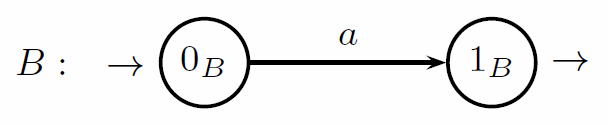 B : → 0_B a 1_B →